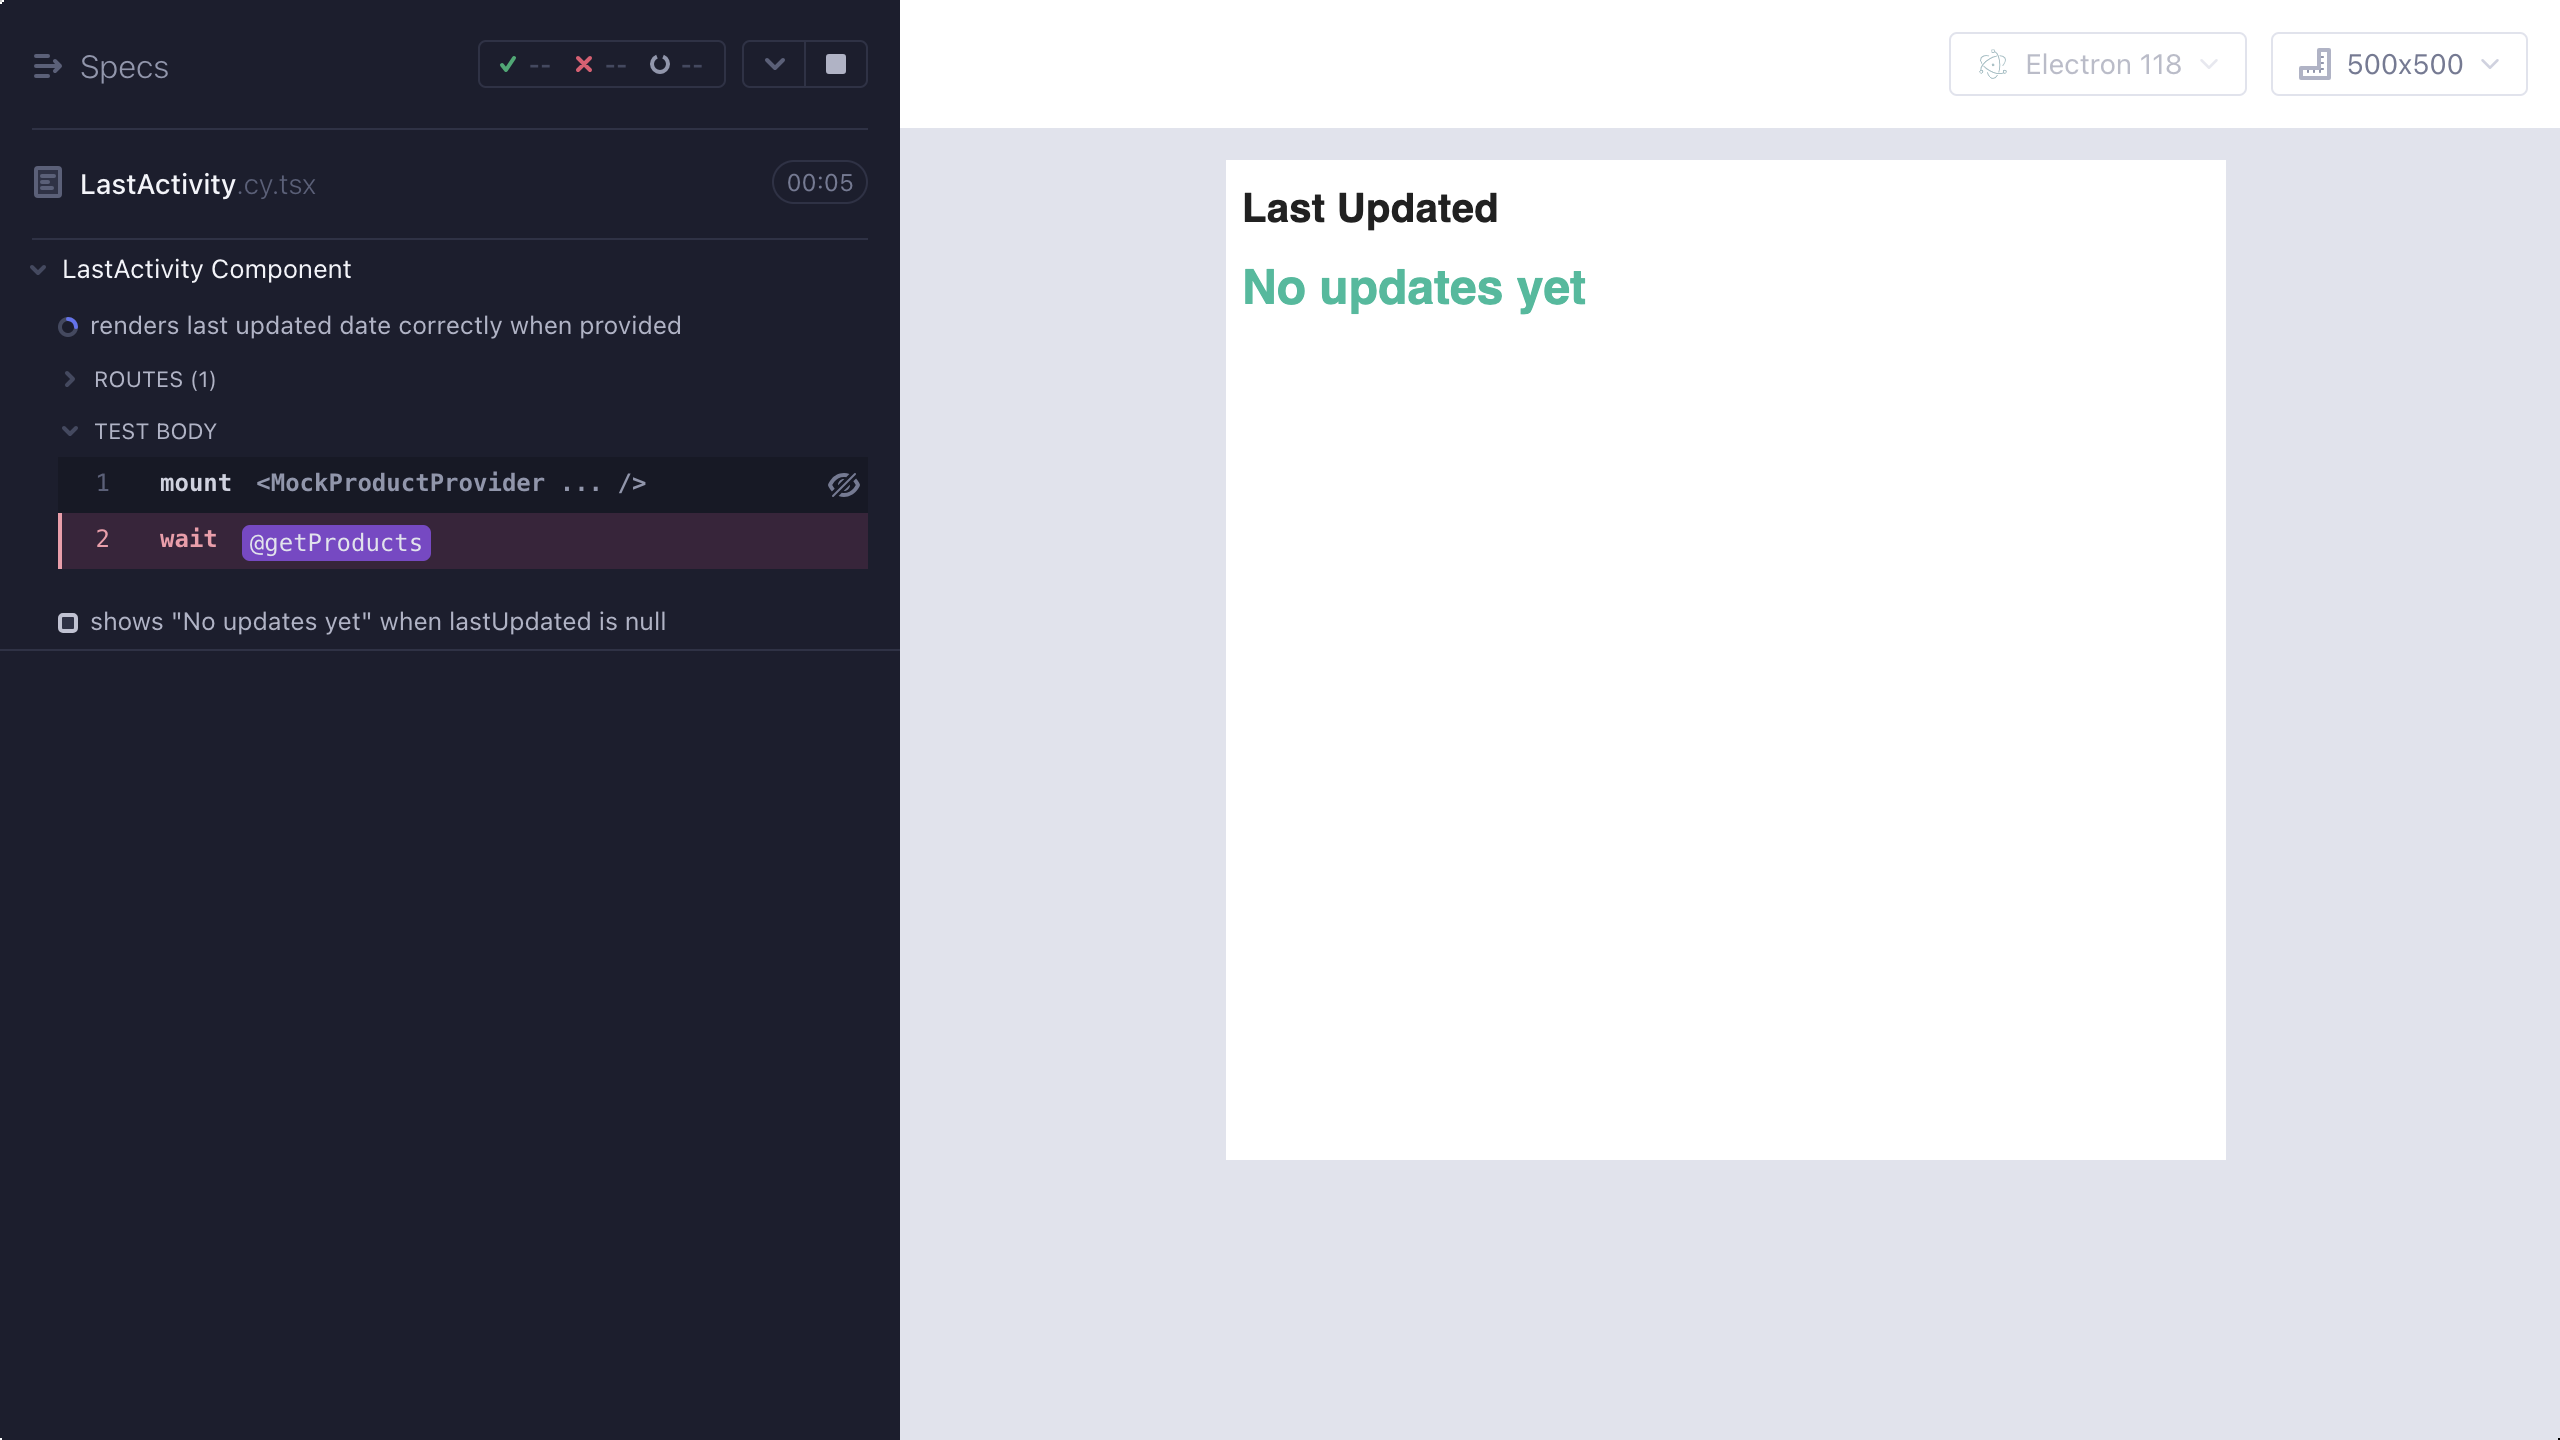 Specs
-- -- --
LastActivity.cy.tsx
00:05
LastActivity Component
renders last updated date correctly when provided
ROUTES (1)
TEST BODY
1 mount <MockProductProvider ... />
2 wait @getProducts
shows "No updates yet" when lastUpdated is null
Electron 118
500x500
Last Updated
No updates yet